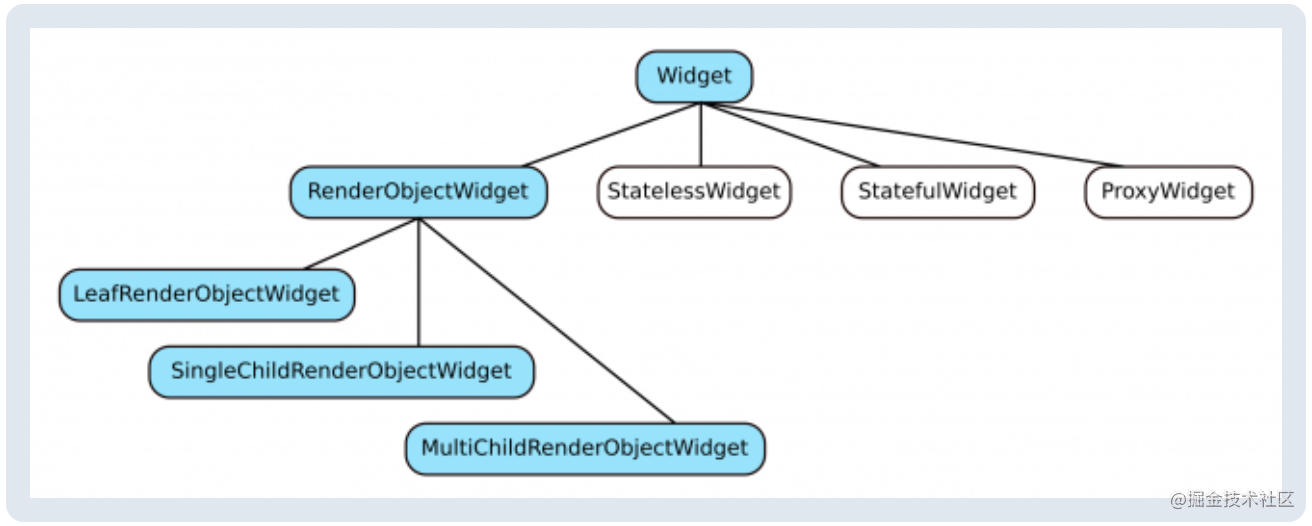 Widget
RenderObjectWidget
StatelessWidget
StatefulWidget
ProxyWidget
LeafRenderObjectWidget
SingleChildRenderObjectWidget
MultiChildRenderObjectWidget
@掘金技术社区